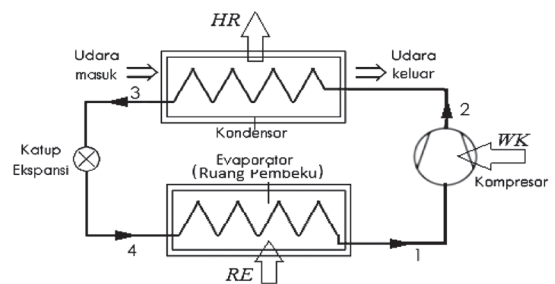 HR
Udara
masuk
Udara
keluar
3
2
Kondensor
Katup
Ekspansi
WK
Kompresor
Evaporator
(Ruang Pembeku)
4
1
RE